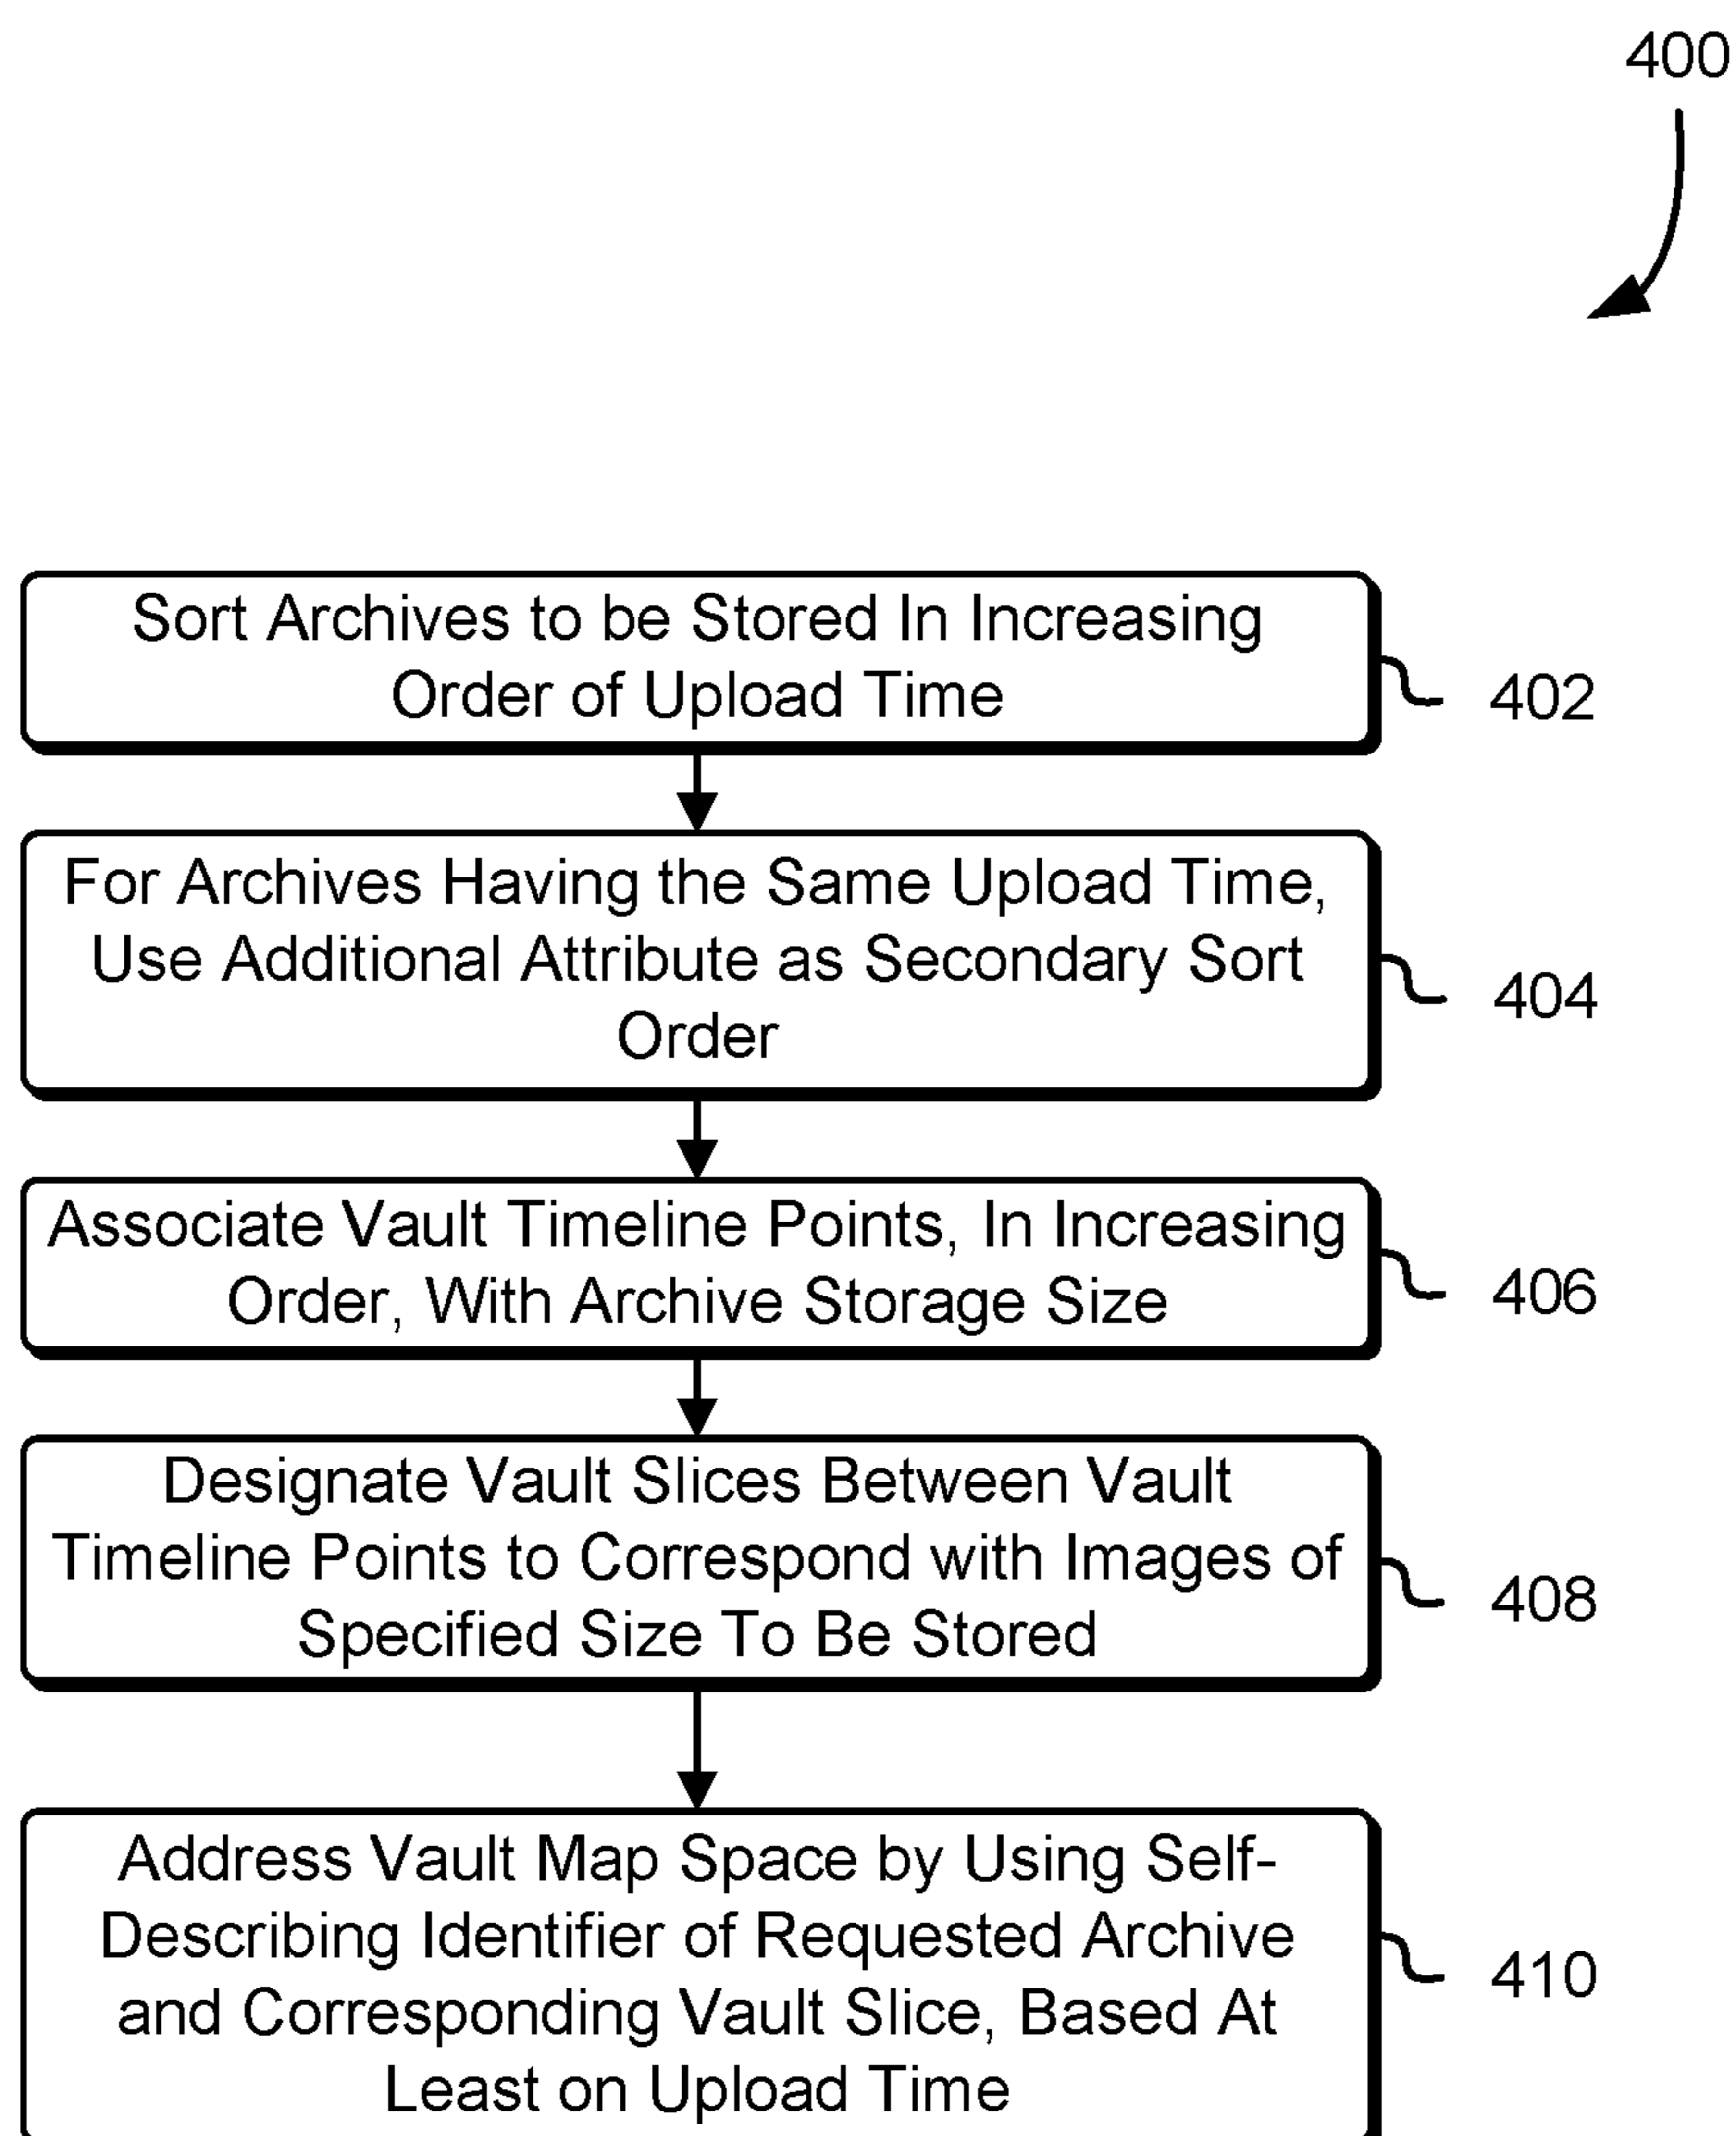 400
Sort Archives to be Stored In Increasing
Order of Upload Time
402
For Archives Having the Same Upload Time,
Use Additional Attribute as Secondary Sort
Order
404
Associate Vault Timeline Points, In Increasing
Order, With Archive Storage Size
406
Designate Vault Slices Between Vault
Timeline Points to Correspond with Images of
Specified Size To Be Stored
408
Address Vault Map Space by Using Self-
Describing Identifier of Requested Archive
and Corresponding Vault Slice, Based At
Least on Upload Time
410